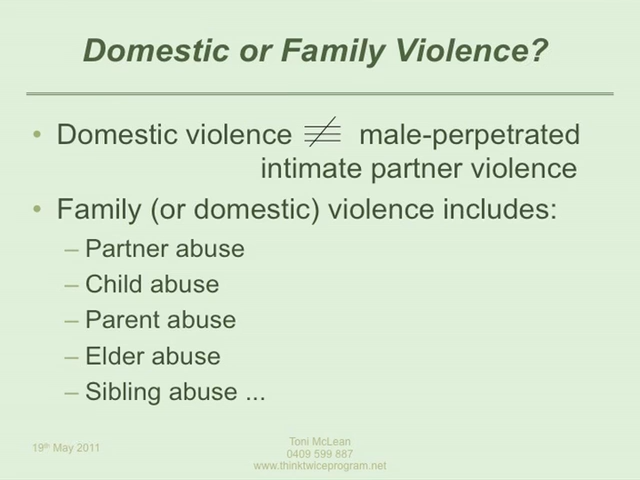 Domestic or Family Violence?
• Domestic violence ≢ male-perpetrated
intimate partner violence
• Family (or domestic) violence includes:
– Partner abuse
– Child abuse
– Parent abuse
– Elder abuse
– Sibling abuse ...
19th May 2011
Toni McLean
0409 599 887
www.thinktwiceprogram.net